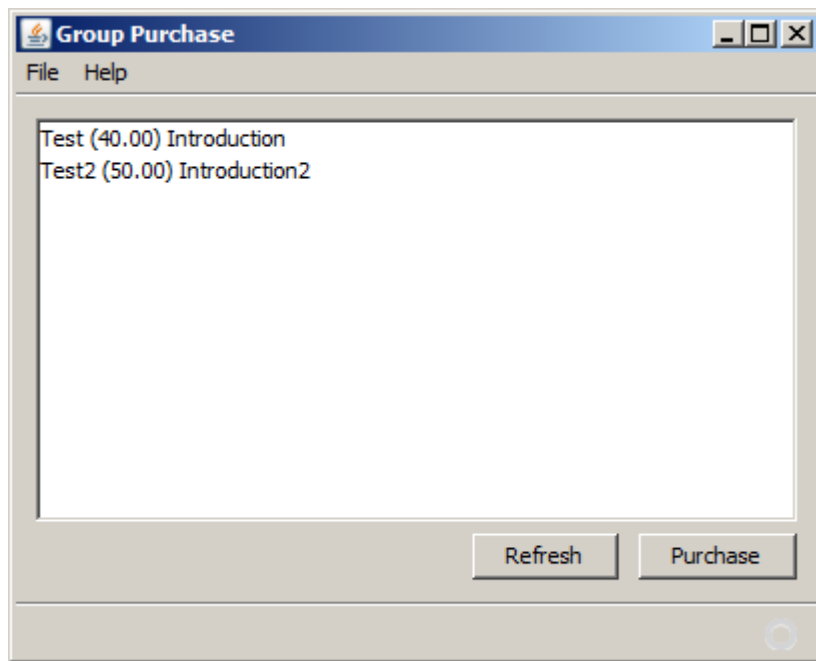 Group Purchase
File Help
Test (40.00) Introduction
Test2 (50.00) Introduction2
Refresh Purchase